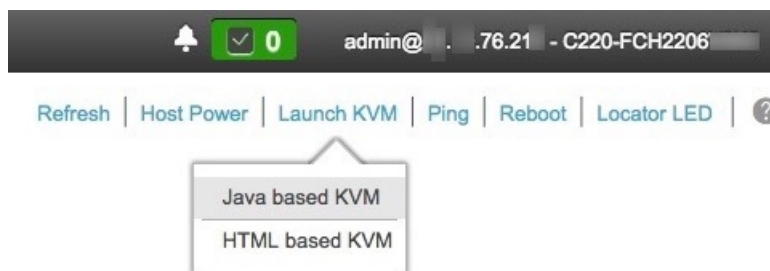 0 admin@ . .76.21 - C220-FCH2206
Refresh | Host Power | Launch KVM | Ping | Reboot | Locator LED | ?
Java based KVM
HTML based KVM